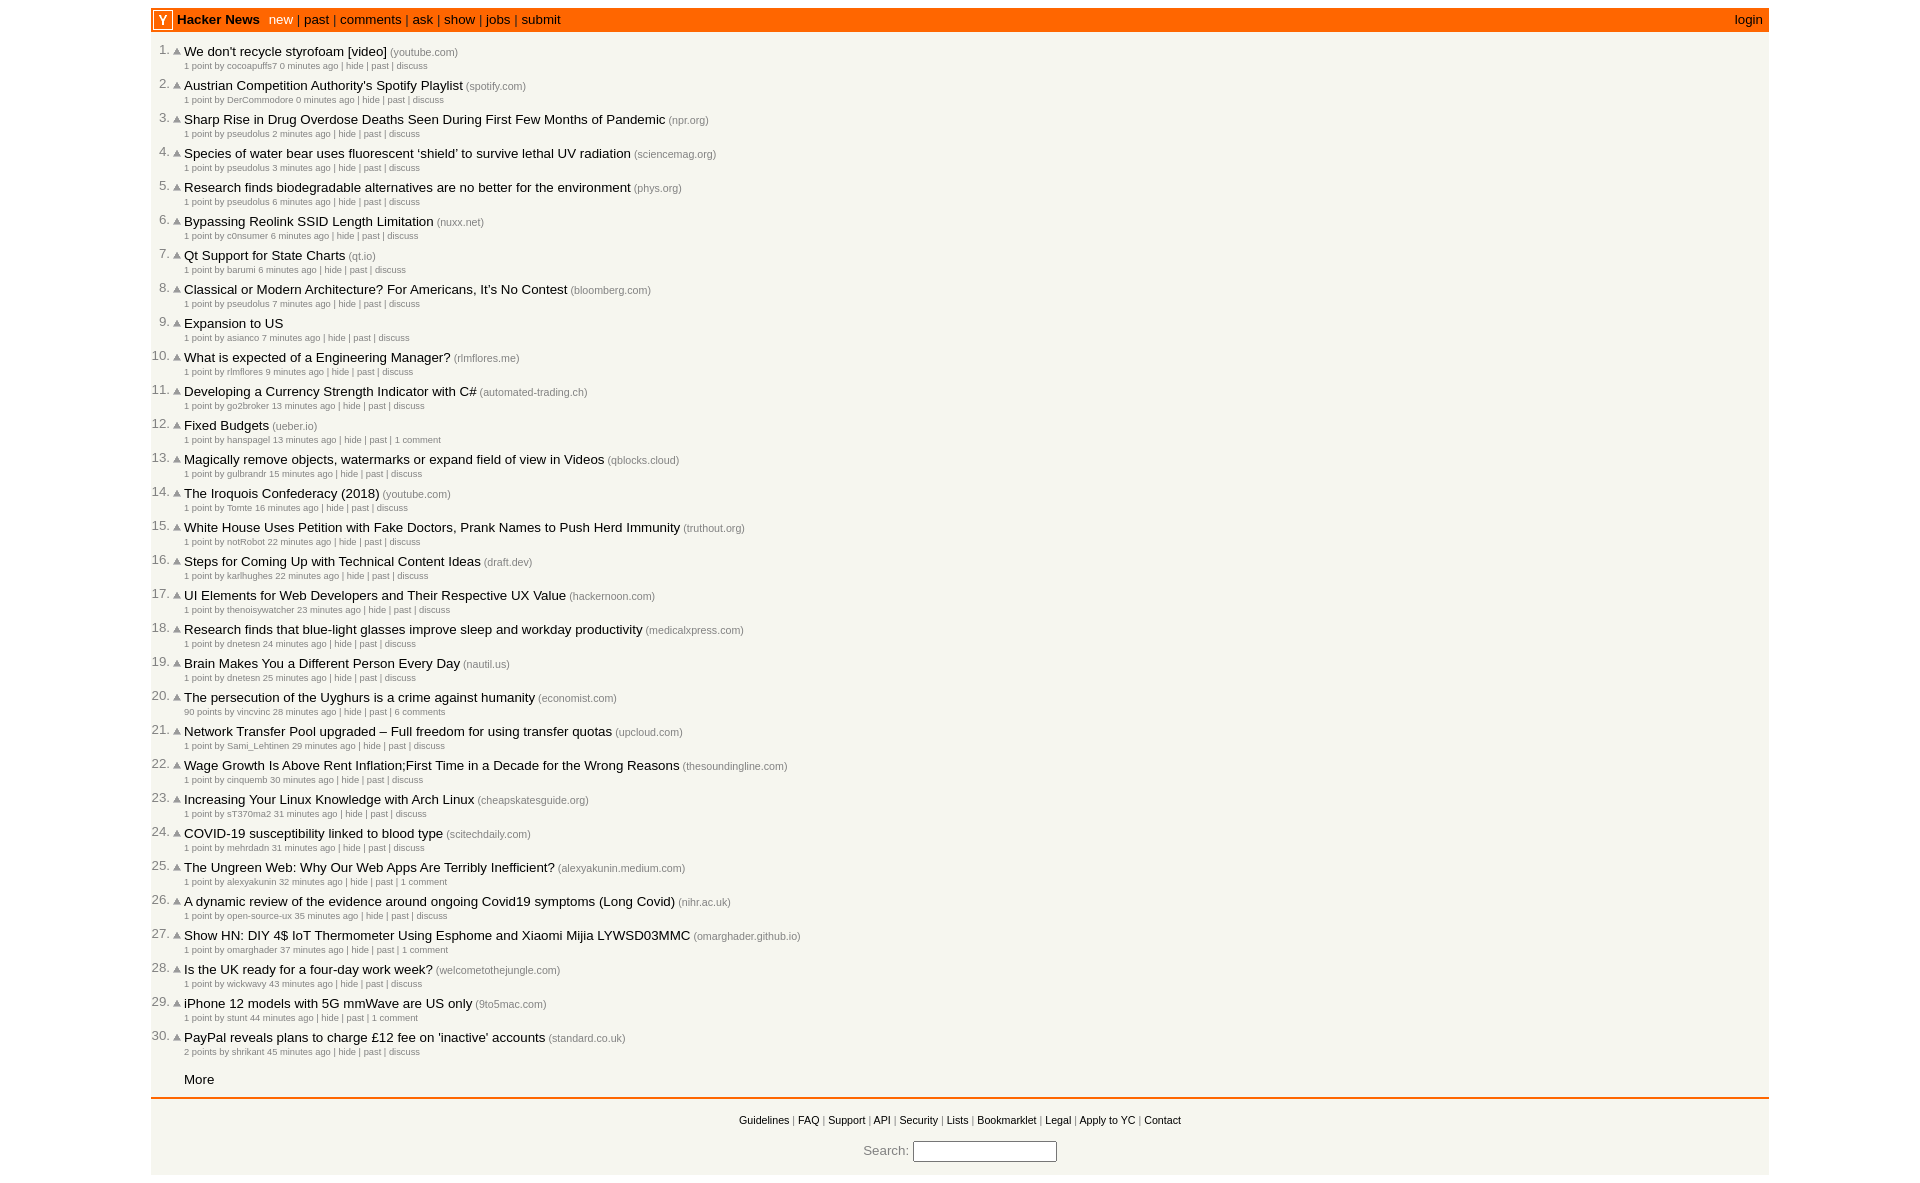 Y Hacker News new | past | comments | ask | show | jobs | submit login
1. We don't recycle styrofoam [video] (youtube.com)
1 point by cocoapuffs7 0 minutes ago | hide | past | discuss
2. Austrian Competition Authority's Spotify Playlist (spotify.com)
1 point by DerCommodore 0 minutes ago | hide | past | discuss
3. Sharp Rise in Drug Overdose Deaths Seen During First Few Months of Pandemic (npr.org)
1 point by pseudolus 2 minutes ago | hide | past | discuss
4. Species of water bear uses fluorescent ‘shield’ to survive lethal UV radiation (sciencemag.org)
1 point by pseudolus 3 minutes ago | hide | past | discuss
5. Research finds biodegradable alternatives are no better for the environment (phys.org)
1 point by pseudolus 6 minutes ago | hide | past | discuss
6. Bypassing Reolink SSID Length Limitation (nuxx.net)
1 point by c0nsumer 6 minutes ago | hide | past | discuss
7. Qt Support for State Charts (qt.io)
1 point by barumi 6 minutes ago | hide | past | discuss
8. Classical or Modern Architecture? For Americans, It’s No Contest (bloomberg.com)
1 point by pseudolus 7 minutes ago | hide | past | discuss
9. Expansion to US
1 point by asianco 7 minutes ago | hide | past | discuss
10. What is expected of a Engineering Manager? (rlmflores.me)
1 point by rlmflores 9 minutes ago | hide | past | discuss
11. Developing a Currency Strength Indicator with C# (automated-trading.ch)
1 point by go2broker 13 minutes ago | hide | past | discuss
12. Fixed Budgets (ueber.io)
1 point by hanspagel 13 minutes ago | hide | past | 1 comment
13. Magically remove objects, watermarks or expand field of view in Videos (qblocks.cloud)
1 point by gulbrandr 15 minutes ago | hide | past | discuss
14. The Iroquois Confederacy (2018) (youtube.com)
1 point by Tomte 16 minutes ago | hide | past | discuss
15. White House Uses Petition with Fake Doctors, Prank Names to Push Herd Immunity (truthout.org)
1 point by notRobot 22 minutes ago | hide | past | discuss
16. Steps for Coming Up with Technical Content Ideas (draft.dev)
1 point by karlhughes 22 minutes ago | hide | past | discuss
17. UI Elements for Web Developers and Their Respective UX Value (hackernoon.com)
1 point by thenoisywatcher 23 minutes ago | hide | past | discuss
18. Research finds that blue-light glasses improve sleep and workday productivity (medicalxpress.com)
1 point by dnetesn 24 minutes ago | hide | past | discuss
19. Brain Makes You a Different Person Every Day (nautil.us)
1 point by dnetesn 25 minutes ago | hide | past | discuss
20. The persecution of the Uyghurs is a crime against humanity (economist.com)
90 points by vincvinc 28 minutes ago | hide | past | 6 comments
21. Network Transfer Pool upgraded – Full freedom for using transfer quotas (upcloud.com)
1 point by Sami_Lehtinen 29 minutes ago | hide | past | discuss
22. Wage Growth Is Above Rent Inflation;First Time in a Decade for the Wrong Reasons (thesoundingline.com)
1 point by cinquemb 30 minutes ago | hide | past | discuss
23. Increasing Your Linux Knowledge with Arch Linux (cheapskatesguide.org)
1 point by sT370ma2 31 minutes ago | hide | past | discuss
24. COVID-19 susceptibility linked to blood type (scitechdaily.com)
1 point by mehrdadn 31 minutes ago | hide | past | discuss
25. The Ungreen Web: Why Our Web Apps Are Terribly Inefficient? (alexyakunin.medium.com)
1 point by alexyakunin 32 minutes ago | hide | past | 1 comment
26. A dynamic review of the evidence around ongoing Covid19 symptoms (Long Covid) (nihr.ac.uk)
1 point by open-source-ux 35 minutes ago | hide | past | discuss
27. Show HN: DIY 4$ IoT Thermometer Using Esphome and Xiaomi Mijia LYWSD03MMC (omarghader.github.io)
1 point by omarghader 37 minutes ago | hide | past | 1 comment
28. Is the UK ready for a four-day work week? (welcometothejungle.com)
1 point by wickwavy 43 minutes ago | hide | past | discuss
29. iPhone 12 models with 5G mmWave are US only (9to5mac.com)
1 point by stunt 44 minutes ago | hide | past | 1 comment
30. PayPal reveals plans to charge £12 fee on 'inactive' accounts (standard.co.uk)
2 points by shrikant 45 minutes ago | hide | past | discuss
More
Guidelines | FAQ | Support | API | Security | Lists | Bookmarklet | Legal | Apply to YC | Contact
Search: